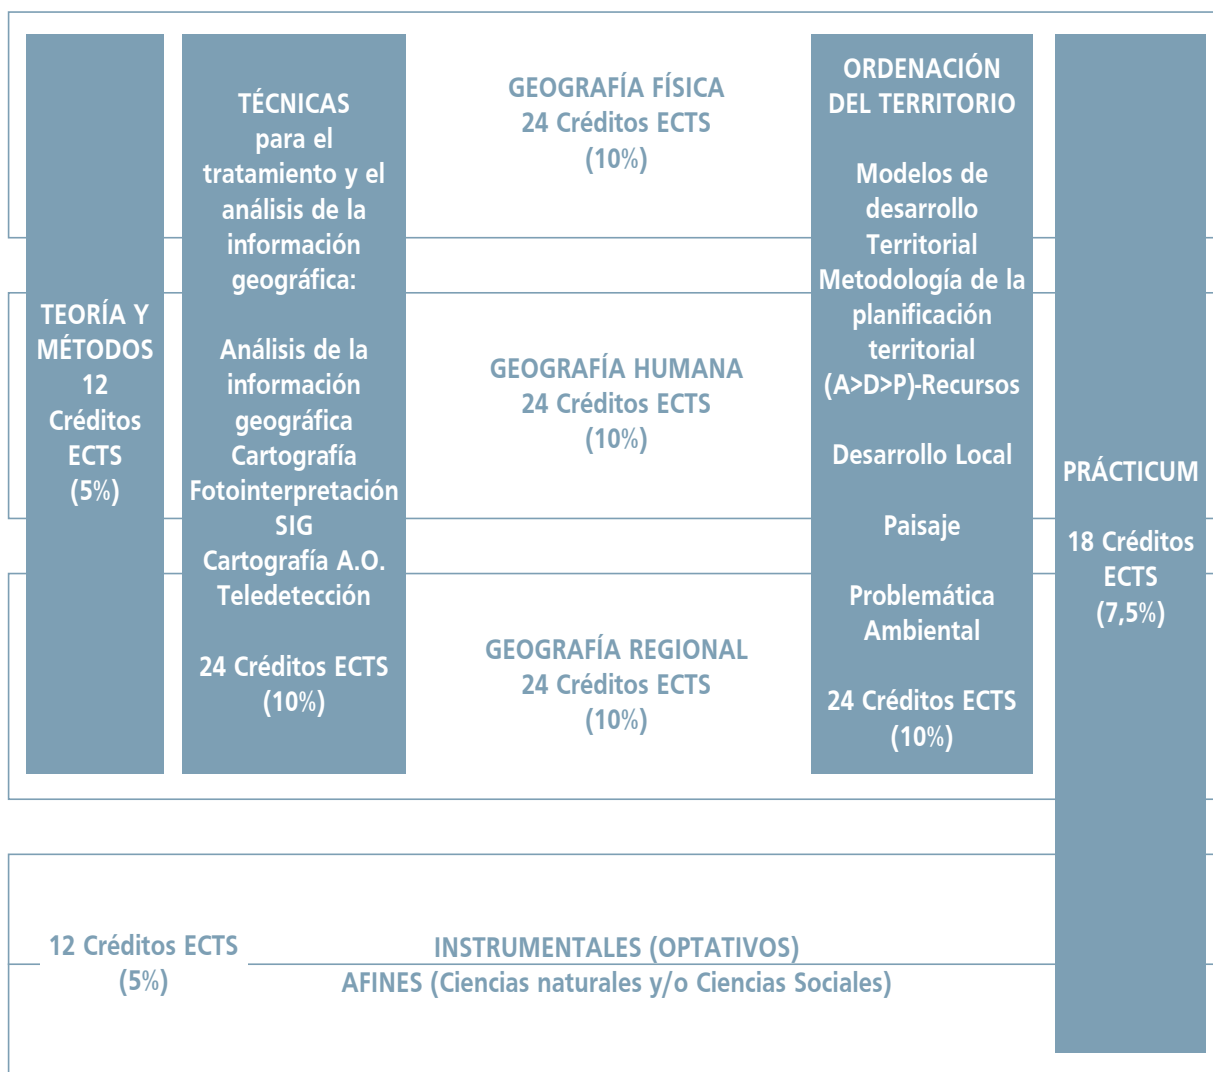 TEORÍA Y
MÉTODOS
12
Créditos
ECTS
(5%)
TÉCNICAS
para el
tratamiento y el
análisis de la
información
geográfica:
Análisis de la
información
geográfica
Cartografía
Fotointerpretación
SIG
Cartografía A.O.
Teledetección
24 Créditos ECTS
(10%)
GEOGRAFÍA FÍSICA
24 Créditos ECTS
(10%)
GEOGRAFÍA HUMANA
24 Créditos ECTS
(10%)
GEOGRAFÍA REGIONAL
24 Créditos ECTS
(10%)
ORDENACIÓN
DEL TERRITORIO
Modelos de
desarrollo
Territorial
Metodología de la
planificación
territorial
(A>D>P)-Recursos
Desarrollo Local
Paisaje
Problemática
Ambiental
24 Créditos ECTS
(10%)
PRÁCTICUM
18 Créditos
ECTS
(7,5%)
12 Créditos ECTS
(5%)
INSTRUMENTALES (OPTATIVOS)
AFINES (Ciencias naturales y/o Ciencias Sociales)